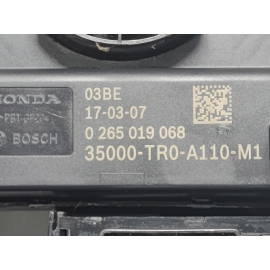 HONDA
BOSCH
03BE
17-03-07
0 265 019 068
35000-TR0-A110-M1